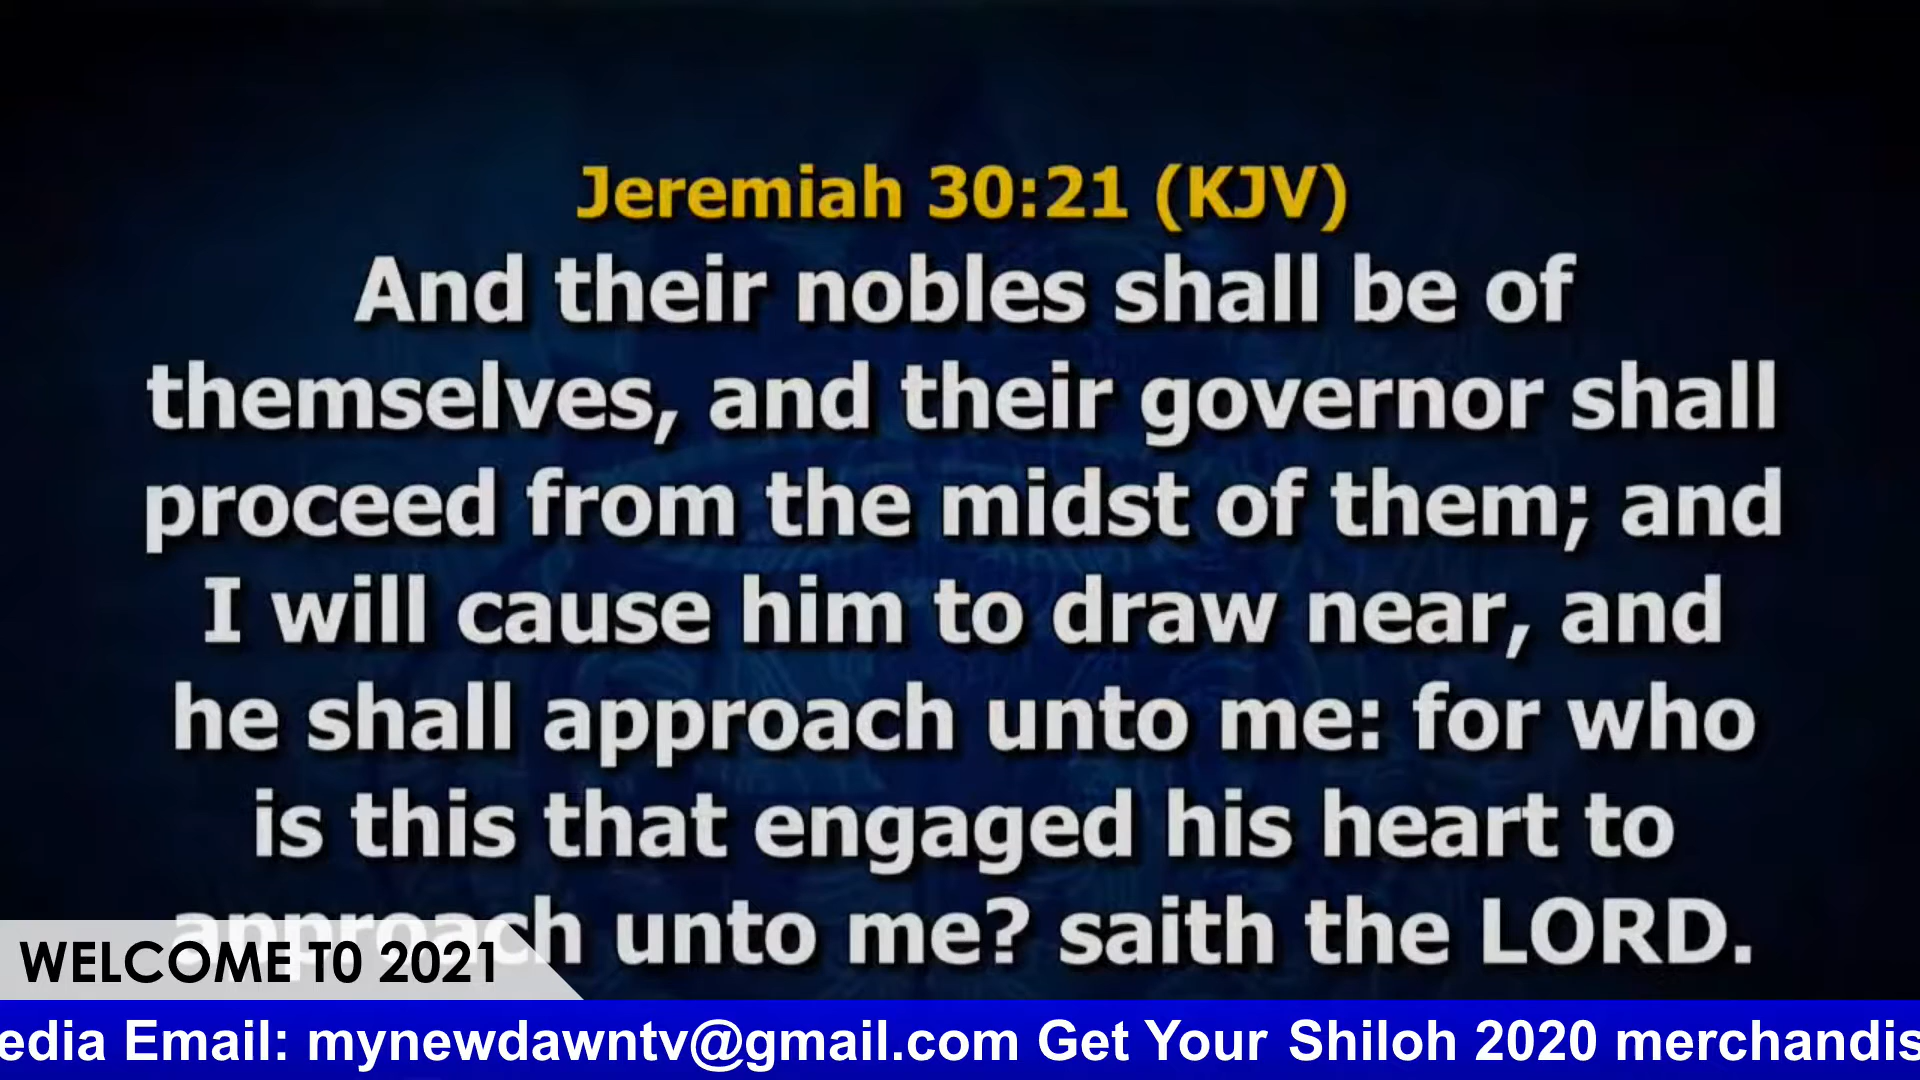 Jeremiah 30:21 (KJV)
And their nobles shall be of
themselves, and their governor shall
proceed from the midst of them; and
I will cause him to draw near, and
he shall approach unto me: for who
is this that engaged his heart to
approach unto me? saith the LORD.
WELCOME T0 2021
edia Email: mynewdawntv@gmail.com Get Your Shiloh 2020 merchandis